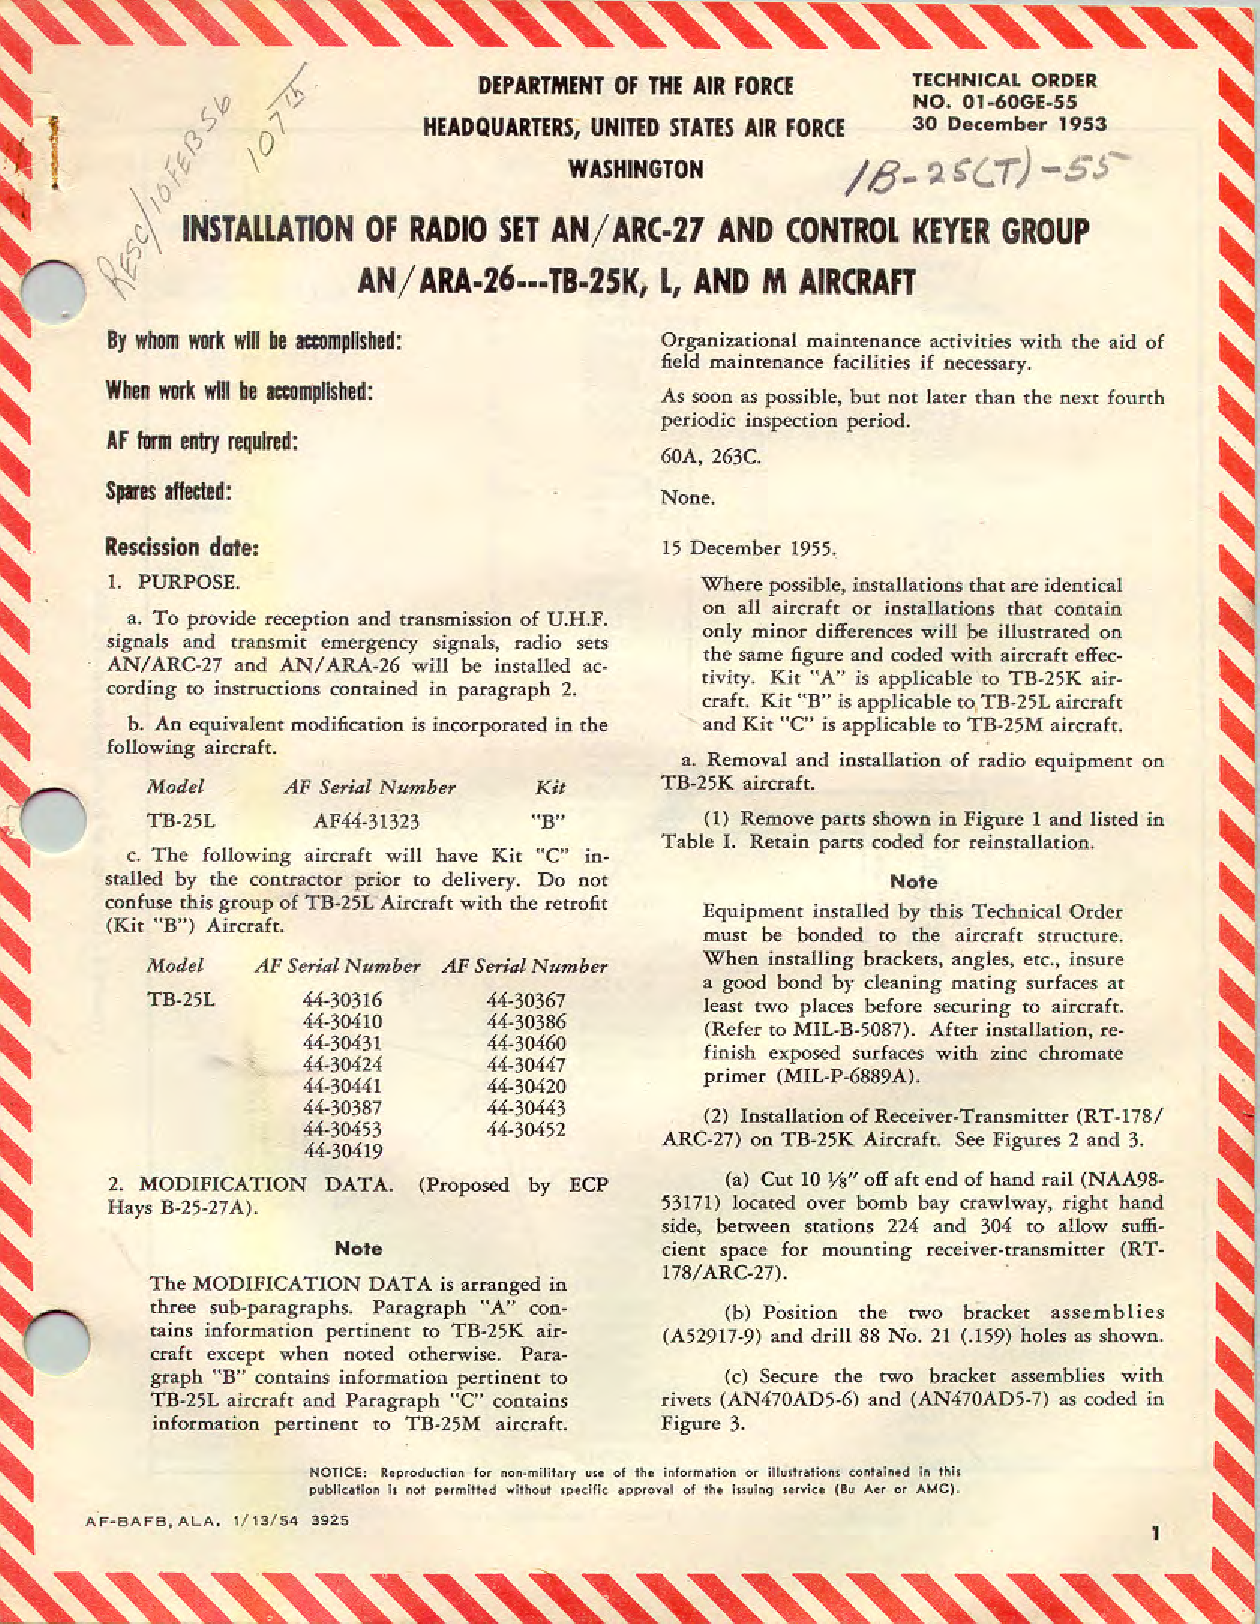 RESC/10FEB56
107th
DEPARTMENT OF THE AIR FORCE
HEADQUARTERS, UNITED STATES AIR FORCE
WASHINGTON
TECHNICAL ORDER
NO. 01-60GE-55
30 December 1953
1B-25(T)-55
INSTALLATION OF RADIO SET AN/ARC-27 AND CONTROL KEYER GROUP
AN/ARA-26---TB-25K, L, AND M AIRCRAFT
By whom work will be accomplished:
Organizational maintenance activities with the aid of
field maintenance facilities if necessary.
When work will be accomplished:
As soon as possible, but not later than the next fourth
periodic inspection period.
AF form entry required:
60A, 263C.
Spares affected:
None.
Rescission date:
15 December 1955.
1. PURPOSE.
a. To provide reception and transmission of U.H.F.
signals and transmit emergency signals, radio sets
AN/ARC-27 and AN/ARA-26 will be installed ac-
cording to instructions contained in paragraph 2.
b. An equivalent modification is incorporated in the
following aircraft.
Model AF Serial Number Kit
TB-25L AF44-31323 "B"
c. The following aircraft will have Kit "C" in-
stalled by the contractor prior to delivery. Do not
confuse this group of TB-25L Aircraft with the retrofit
(Kit "B") Aircraft.
Model AF Serial Number AF Serial Number
TB-25L 44-30316 44-30367
44-30410 44-30386
44-30431 44-30460
44-30424 44-30447
44-30441 44-30420
44-30387 44-30443
44-30453 44-30452
44-30419
2. MODIFICATION DATA. (Proposed by ECP
Hays B-25-27A).
Note
The MODIFICATION DATA is arranged in
three sub-paragraphs. Paragraph "A" con-
tains information pertinent to TB-25K air-
craft except when noted otherwise. Para-
graph "B" contains information pertinent to
TB-25L aircraft and Paragraph "C" contains
information pertinent to TB-25M aircraft.
Where possible, installations that are identical
on all aircraft or installations that contain
only minor differences will be illustrated on
the same figure and coded with aircraft effec-
tivity. Kit "A" is applicable to TB-25K air-
craft. Kit "B" is applicable to TB-25L aircraft
and Kit "C" is applicable to TB-25M aircraft.
a. Removal and installation of radio equipment on
TB-25K aircraft.
(1) Remove parts shown in Figure 1 and listed in
Table I. Retain parts coded for reinstallation.
Note
Equipment installed by this Technical Order
must be bonded to the aircraft structure.
When installing brackets, angles, etc., insure
a good bond by cleaning mating surfaces at
least two places before securing to aircraft.
(Refer to MIL-B-5087). After installation, re-
finish exposed surfaces with zinc chromate
primer (MIL-P-6889A).
(2) Installation of Receiver-Transmitter (RT-178/
ARC-27) on TB-25K Aircraft. See Figures 2 and 3.
(a) Cut 10 ⅛" off aft end of hand rail (NAA98-
53171) located over bomb bay crawlway, right hand
side, between stations 224 and 304 to allow suffi-
cient space for mounting receiver-transmitter (RT-
178/ARC-27).
(b) Position the two bracket assemblies
(A52917-9) and drill 88 No. 21 (.159) holes as shown.
(c) Secure the two bracket assemblies with
rivets (AN470AD5-6) and (AN470AD5-7) as coded in
Figure 3.
NOTICE: Reproduction for non-military use of the information or illustrations contained in this
publication is not permitted without specific approval of the issuing service (Bu Aer or AMC).
AF-BAFB, ALA. 1/13/54 3925
1